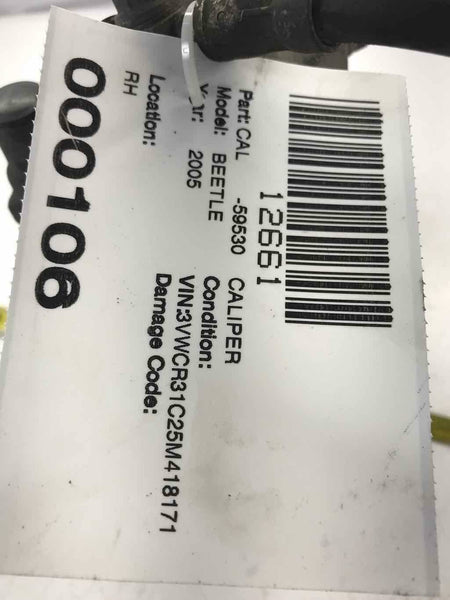 12661
Part: CAL -59530 CALIPER
Model: BEETLE Condition:
2005 VIN:3VWCR31C25M418171
Damage Code:
Location:
RH
000106